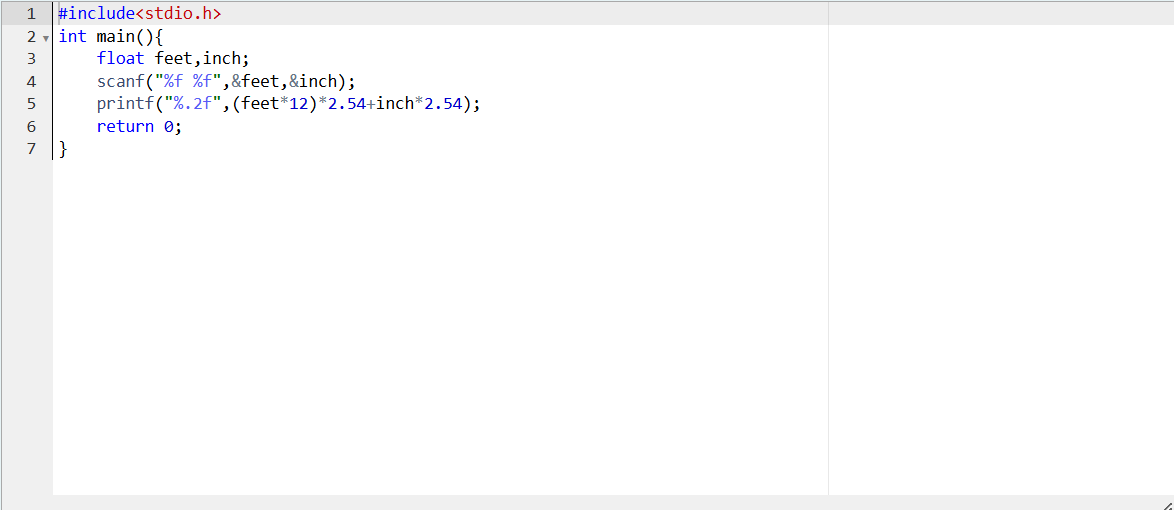 1 #include<stdio.h>
2 int main(){
3     float feet,inch;
4     scanf("%f %f",&feet,&inch);
5     printf("%.2f",(feet*12)*2.54+inch*2.54);
6     return 0;
7 }